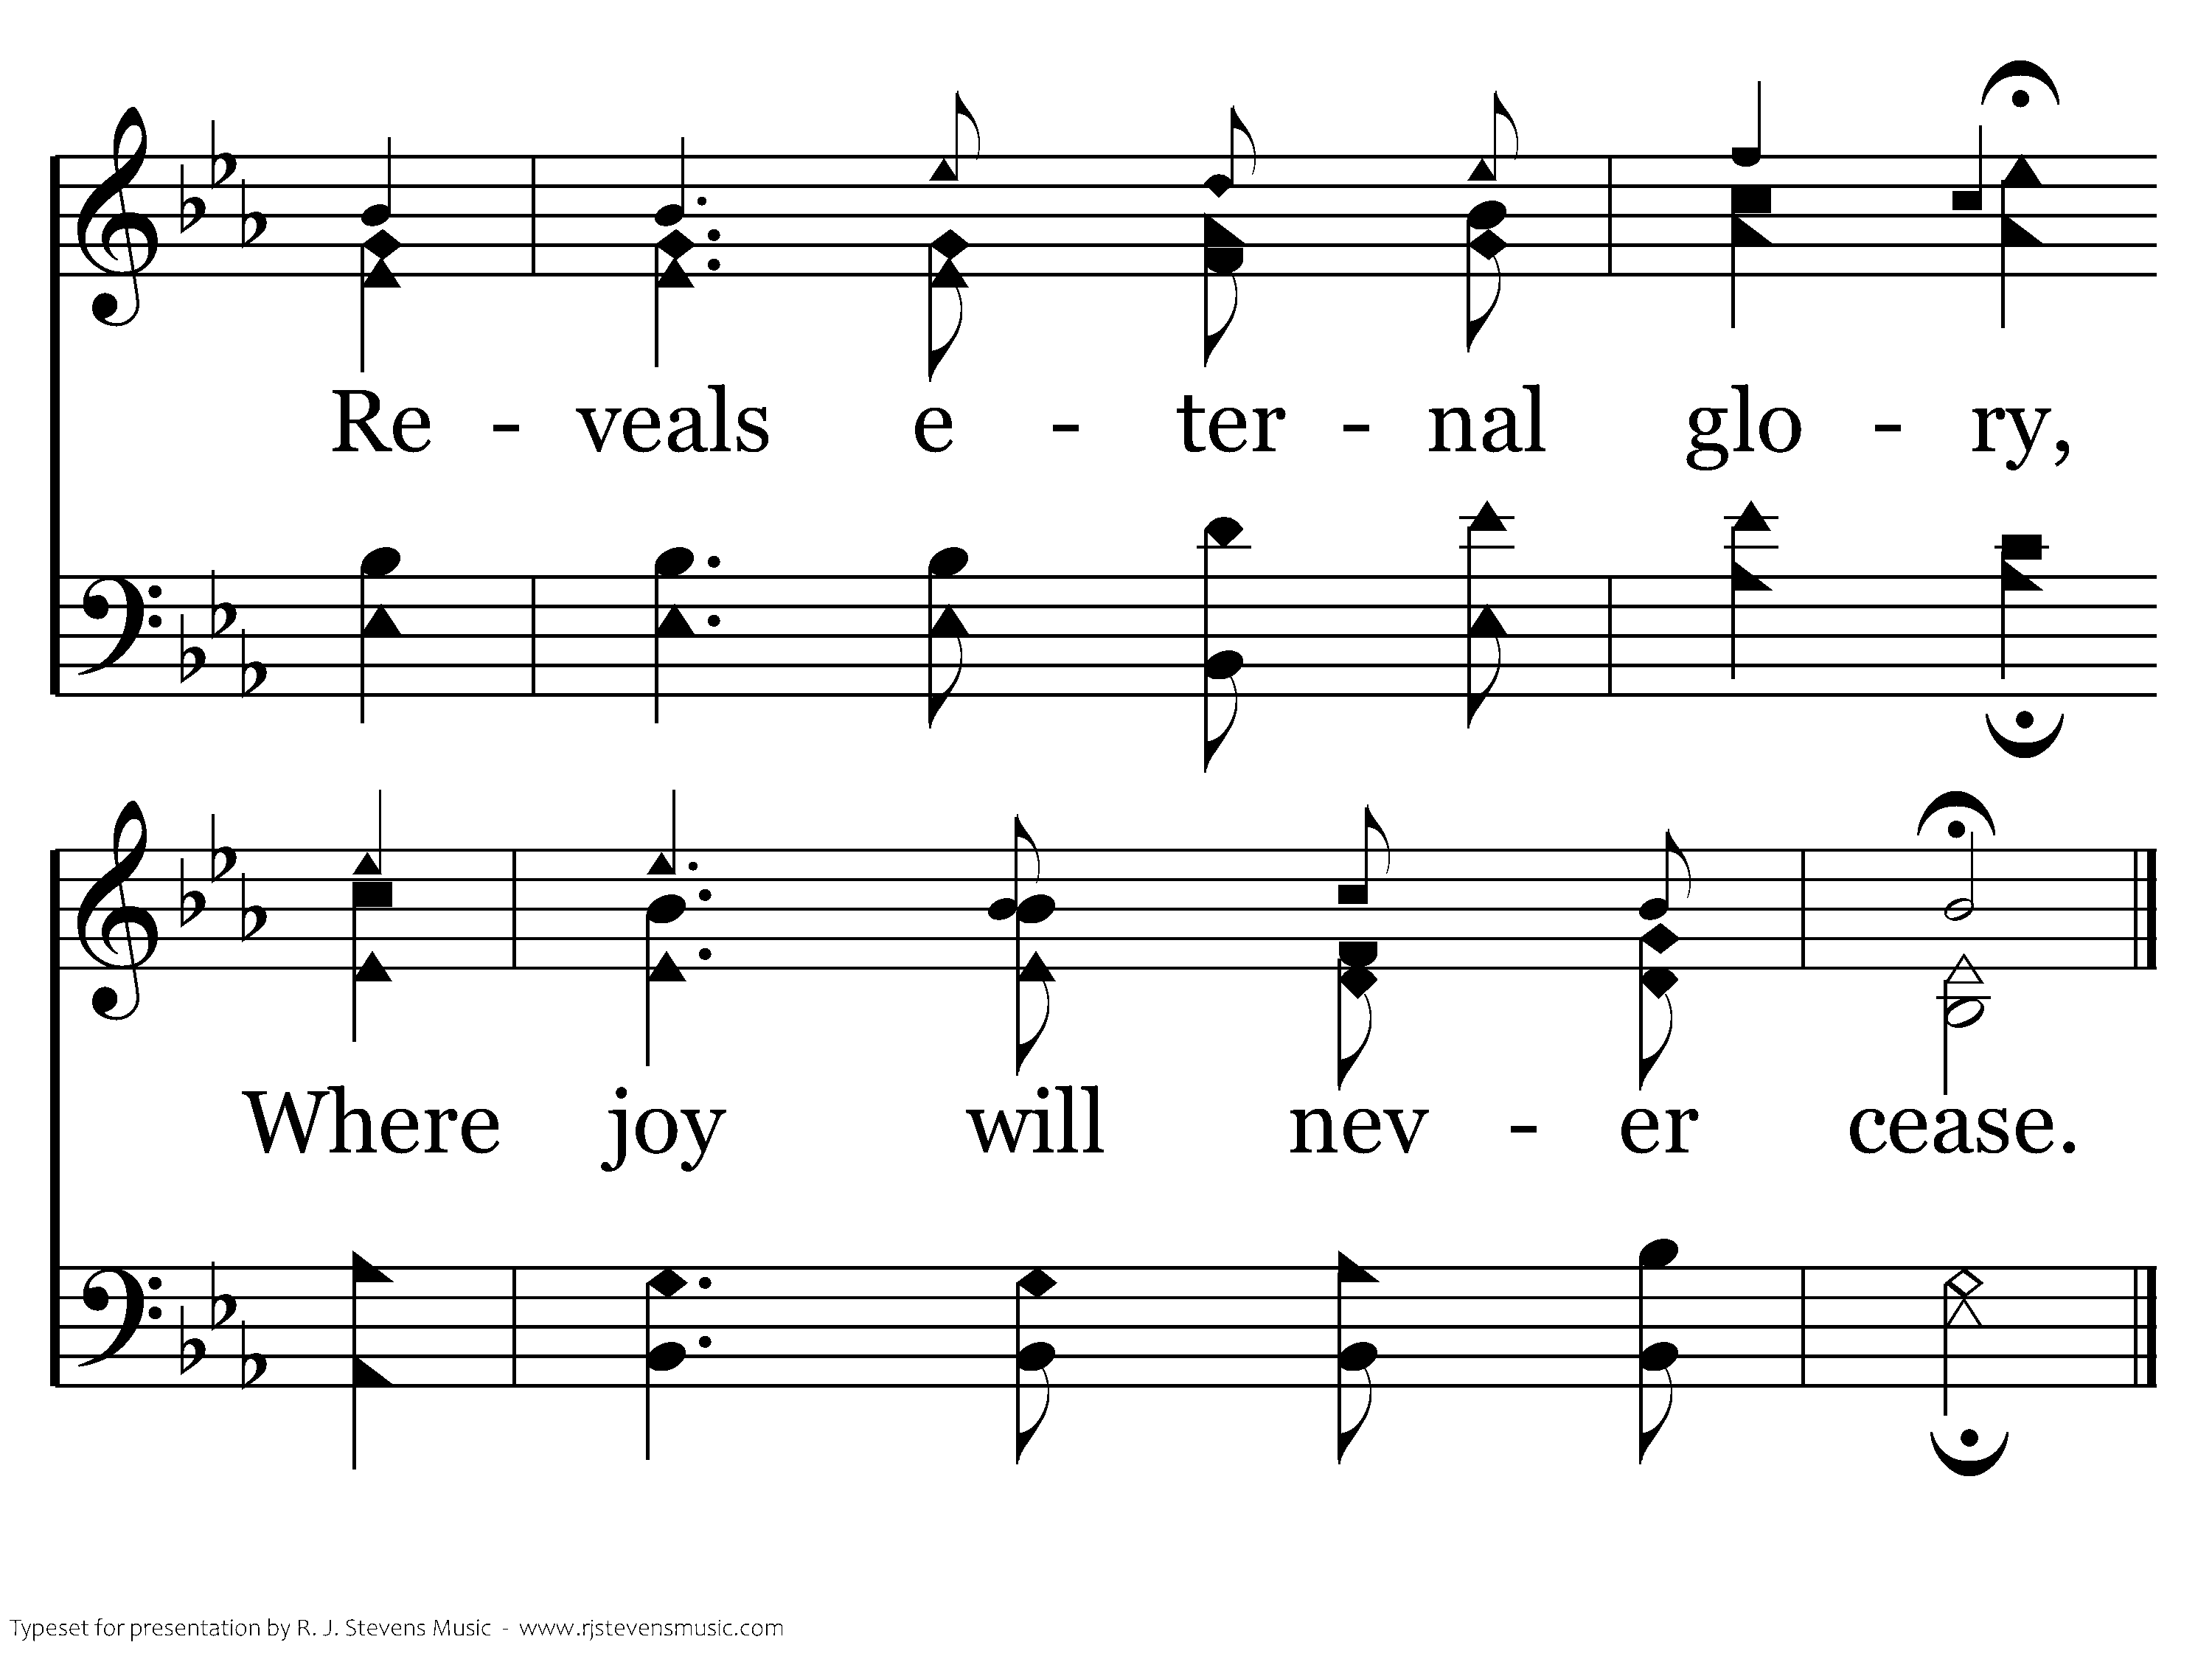 Re - veals e - ter - nal glo - ry,
Where joy will nev - er cease.
Typeset for presentation by R. J. Stevens Music - www.rjstevensmusic.com